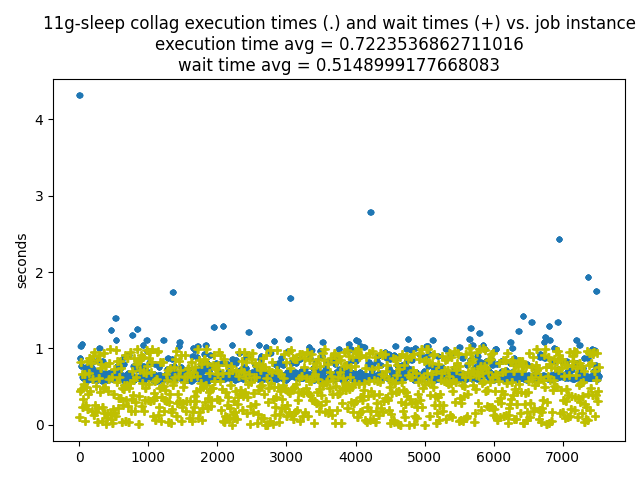 11g-sleep collag execution times (.) and wait times (+) vs. job instance
execution time avg = 0.7223536862711016
wait time avg = 0.5148999177668083
seconds
4
3
2
1
0
0 1000 2000 3000 4000 5000 6000 7000